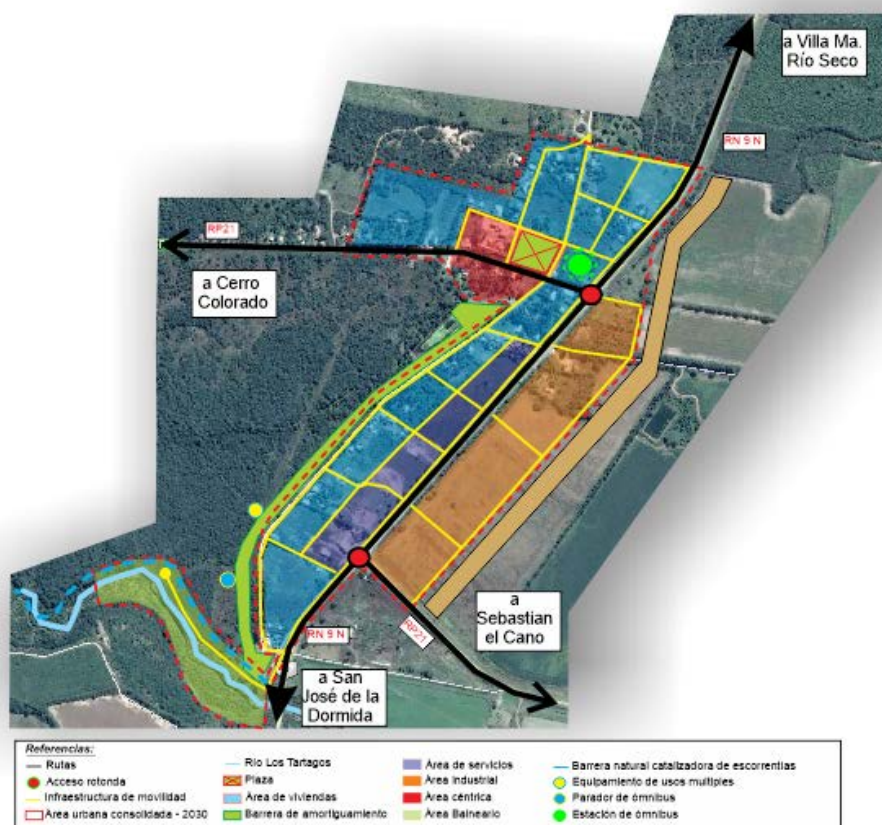 a Villa Ma.
Río Seco
RN 9 N
RP21
a Cerro
Colorado
a
Sebastian
el Cano
RP21
RN 9 N
a San
José de la
Dormida
Referencias:
Rutas
Acceso rotonda
Infraestructura de movilidad
Área urbana consolidada - 2030
Río Los Tartagos
Plaza
Área de viviendas
Barrera de amortiguamiento
Área de servicios
Área Industrial
Área céntrica
Área Balneario
Barrera natural catalizadora de escorrentias
Equipamiento de usos multiples
Parador de ómnibus
Estación de ómnibus